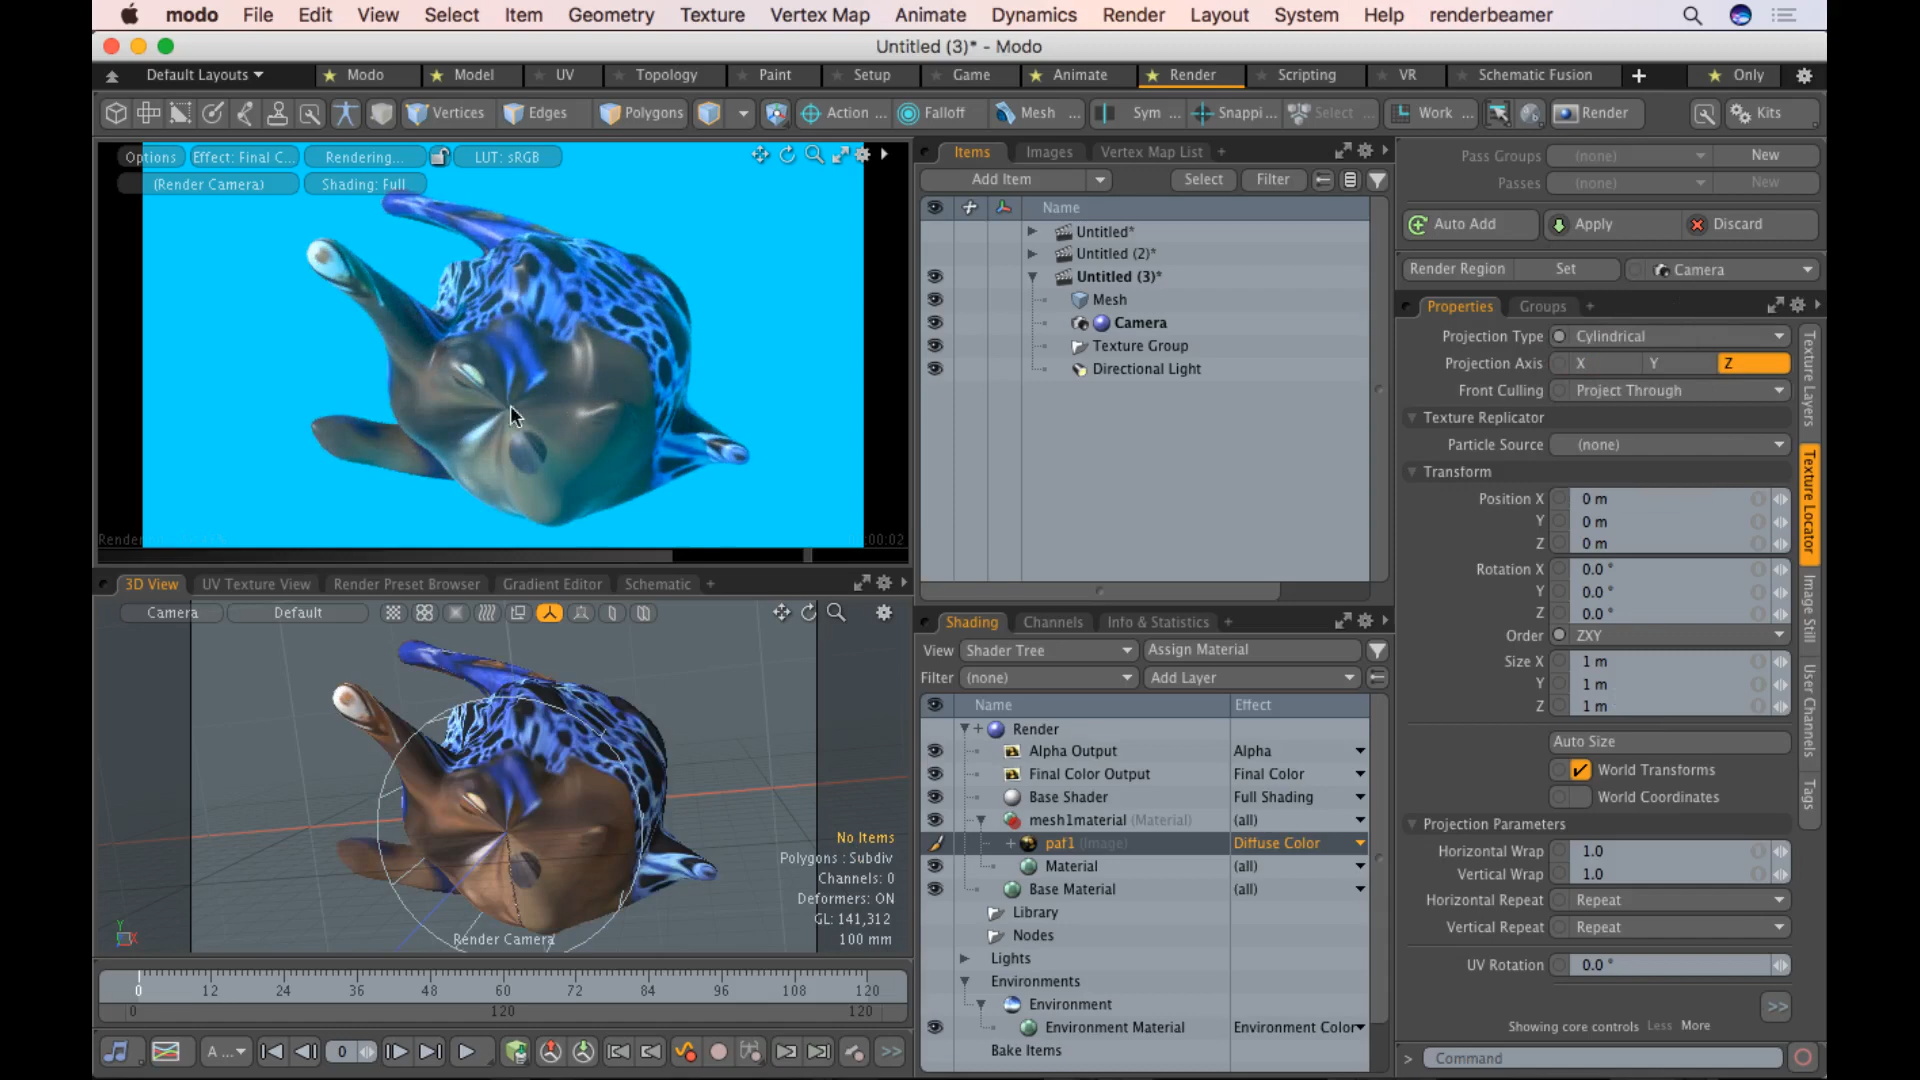 modo File Edit View Select Item Geometry Texture Vertex Map Animate Dynamics Render Layout System Help renderbeamer
Untitled (3)* - Modo
Default Layouts Modo Model UV Topology Paint Setup Game Animate Render Scripting VR Schematic Fusion + Only
Vertices Edges Polygons Action ... Falloff Mesh ... Sym ... Snappi... Select ... Work ... Render Kits
Options Effect: Final C... Rendering... LUT: sRGB
(Render Camera) Shading: Full
Items Images Vertex Map List +
Add Item Select Filter
Name
Untitled*
Untitled (2)*
Untitled (3)*
Mesh
Camera
Texture Group
Directional Light
Pass Groups (none) New
Passes (none) New
Auto Add Apply Discard
Render Region Set Camera
Properties Groups +
Projection Type Cylindrical
Projection Axis X Y Z
Front Culling Project Through
Texture Replicator
Particle Source (none)
Transform
Position X 0 m
Y 0 m
Z 0 m
Rotation X 0.0 °
Y 0.0 °
Z 0.0 °
Order ZXY
Size X 1 m
Y 1 m
Z 1 m
Auto Size
World Transforms
World Coordinates
Projection Parameters
Horizontal Wrap 1.0
Vertical Wrap 1.0
Horizontal Repeat Repeat
Vertical Repeat Repeat
UV Rotation 0.0 °
>>
Showing core controls Less More
> Command
Texture Layers
Texture Locator
Image Still
User Channels
Tags
3D View UV Texture View Render Preset Browser Gradient Editor Schematic +
Camera Default
No Items
Polygons : Subdiv
Channels: 0
Deformers: ON
GL: 141,312
100 mm
Render Camera
Y
X
0 12 24 36 48 60 72 84 96 108 120
0 120 120
A ... 0 >>
Shading Channels Info & Statistics +
View Shader Tree Assign Material
Filter (none) Add Layer
Name Effect
Render
Alpha Output Alpha
Final Color Output Final Color
Base Shader Full Shading
mesh1material (Material) (all)
paf1 (Image) Diffuse Color
Material (all)
Base Material (all)
Library
Nodes
Lights
Environments
Environment
Environment Material Environment Color
Bake Items